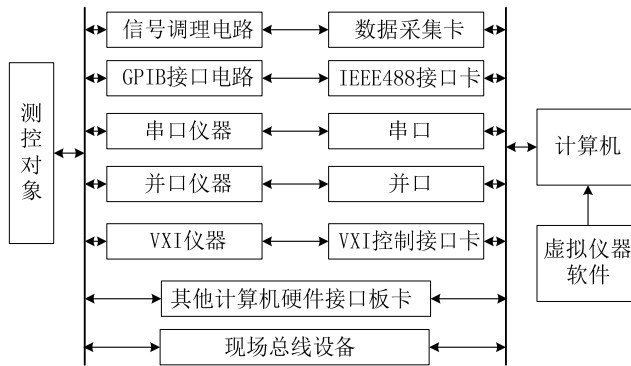 信号调理电路
数据采集卡
GPIB接口电路
IEEE488接口卡
测控对象
串口仪器
串口
计算机
并口仪器
并口
VXI仪器
VXI控制接口卡
虚拟仪器
软件
其他计算机硬件接口板卡
现场总线设备